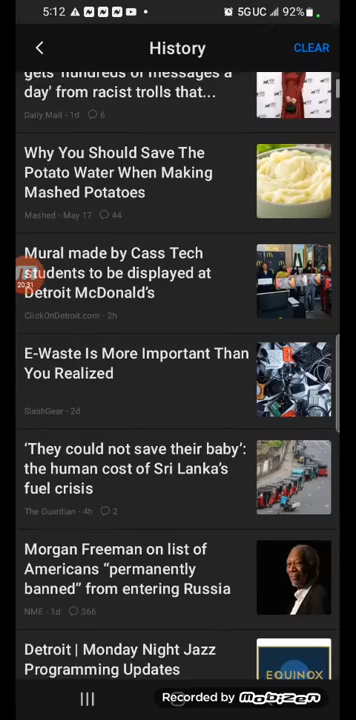 5:12
5GUC
92%
History
CLEAR
gets 'hundreds of messages a
day' from racist trolls that...
Daily Mail - 1d 6
Why You Should Save The
Potato Water When Making
Mashed Potatoes
Mashed - May 17 44
Mural made by Cass Tech
students to be displayed at
Detroit McDonald's
ClickOnDetroit.com - 2h
20:31
E-Waste Is More Important Than
You Realized
SlashGear - 2d
'They could not save their baby':
the human cost of Sri Lanka's
fuel crisis
The Guardian - 4h 2
Morgan Freeman on list of
Americans “permanently
banned” from entering Russia
NME - 1d 366
Detroit | Monday Night Jazz
Programming Updates
EQUINOX
Recorded by mobizen